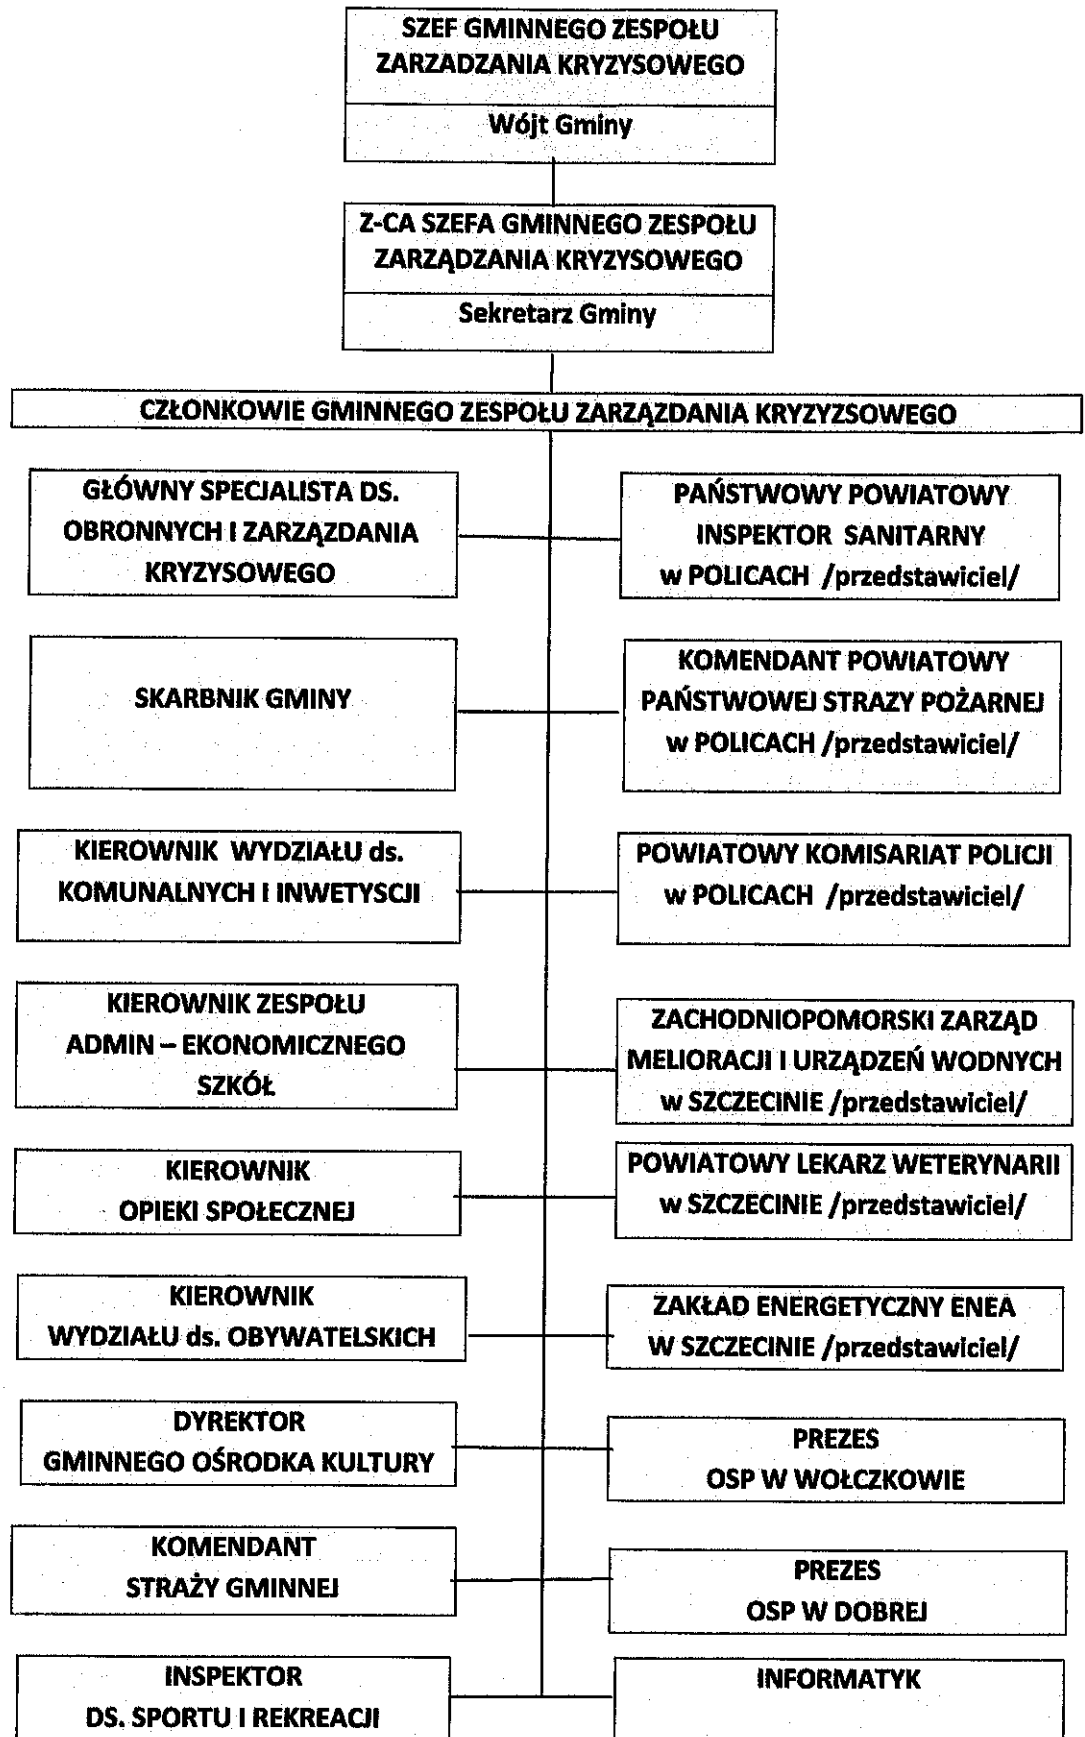 SZEF GMINNEGO ZESPOŁU
ZARZADZANIA KRYZYSOWEGO
Wójt Gminy
Z-CA SZEFA GMINNEGO ZESPOŁU
ZARZĄDZANIA KRYZYSOWEGO
Sekretarz Gminy
CZŁONKOWIE GMINNEGO ZESPOŁU ZARZĄZDANIA KRYZYZSOWEGO
GŁÓWNY SPECJALISTA DS.
OBRONNYCH I ZARZĄZDANIA
KRYZYSOWEGO
PAŃSTWOWY POWIATOWY
INSPEKTOR SANITARNY
w POLICACH /przedstawiciel/
SKARBNIK GMINY
KOMENDANT POWIATOWY
PAŃSTWOWEJ STRAZY POŻARNEJ
w POLICACH /przedstawiciel/
KIEROWNIK WYDZIAŁU ds.
KOMUNALNYCH I INWETYSCJI
POWIATOWY KOMISARIAT POLICJI
w POLICACH /przedstawiciel/
KIEROWNIK ZESPOŁU
ADMIN – EKONOMICZNEGO
SZKÓŁ
ZACHODNIOPOMORSKI ZARZĄD
MELIORACJI I URZĄDZEŃ WODNYCH
w SZCZECINIE /przedstawiciel/
KIEROWNIK
OPIEKI SPOŁECZNEJ
POWIATOWY LEKARZ WETERYNARII
w SZCZECINIE /przedstawiciel/
KIEROWNIK
WYDZIAŁU ds. OBYWATELSKICH
ZAKŁAD ENERGETYCZNY ENEA
W SZCZECINIE /przedstawiciel/
DYREKTOR
GMINNEGO OŚRODKA KULTURY
PREZES
OSP W WOŁCZKOWIE
KOMENDANT
STRAŻY GMINNEJ
PREZES
OSP W DOBREJ
INSPEKTOR
DS. SPORTU I REKREACJI
INFORMATYK